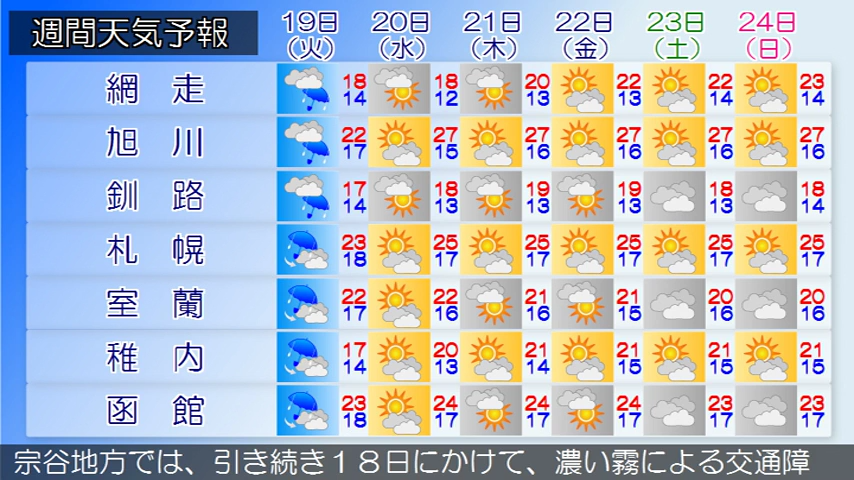 週間天気予報 19日(火) 20日(水) 21日(木) 22日(金) 23日(土) 24日(日)
網走 18 14 18 12 20 13 22 13 22 14 23 14
旭川 22 17 27 15 27 16 27 16 27 16 27 16
釧路 17 14 18 13 19 13 19 13 18 13 18 14
札幌 23 18 25 17 25 17 25 17 25 17 25 17
室蘭 22 17 22 16 21 16 21 15 20 16 20 16
稚内 17 14 20 13 21 14 21 15 21 15 21 15
函館 23 18 24 17 24 17 24 17 23 17 23 17
宗谷地方では、引き続き18日にかけて、濃い霧による交通障